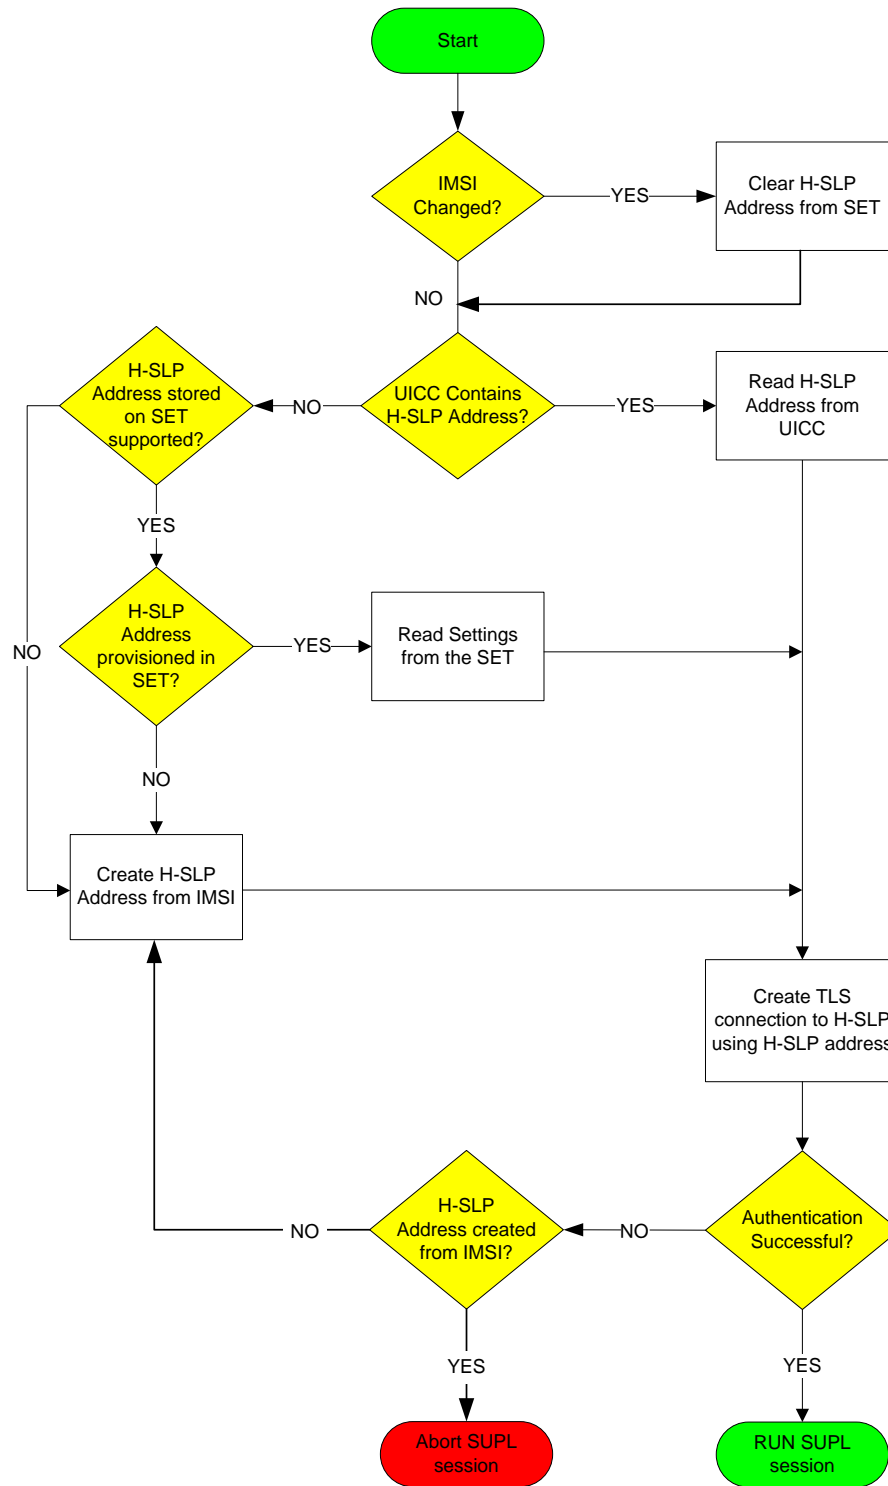 Start
IMSI
Changed?
YES
Clear H-SLP
Address from SET
NO
H-SLP
Address stored
on SET
supported?
NO
UICC Contains
H-SLP Address?
YES
Read H-SLP
Address from
UICC
YES
H-SLP
Address
provisioned in
SET?
YES
Read Settings
from the SET
NO
NO
Create H-SLP
Address from IMSI
Create TLS
connection to H-SLP
using H-SLP address
NO
H-SLP
Address created
from IMSI?
NO
Authentication
Successful?
YES
YES
Abort SUPL
session
RUN SUPL
session